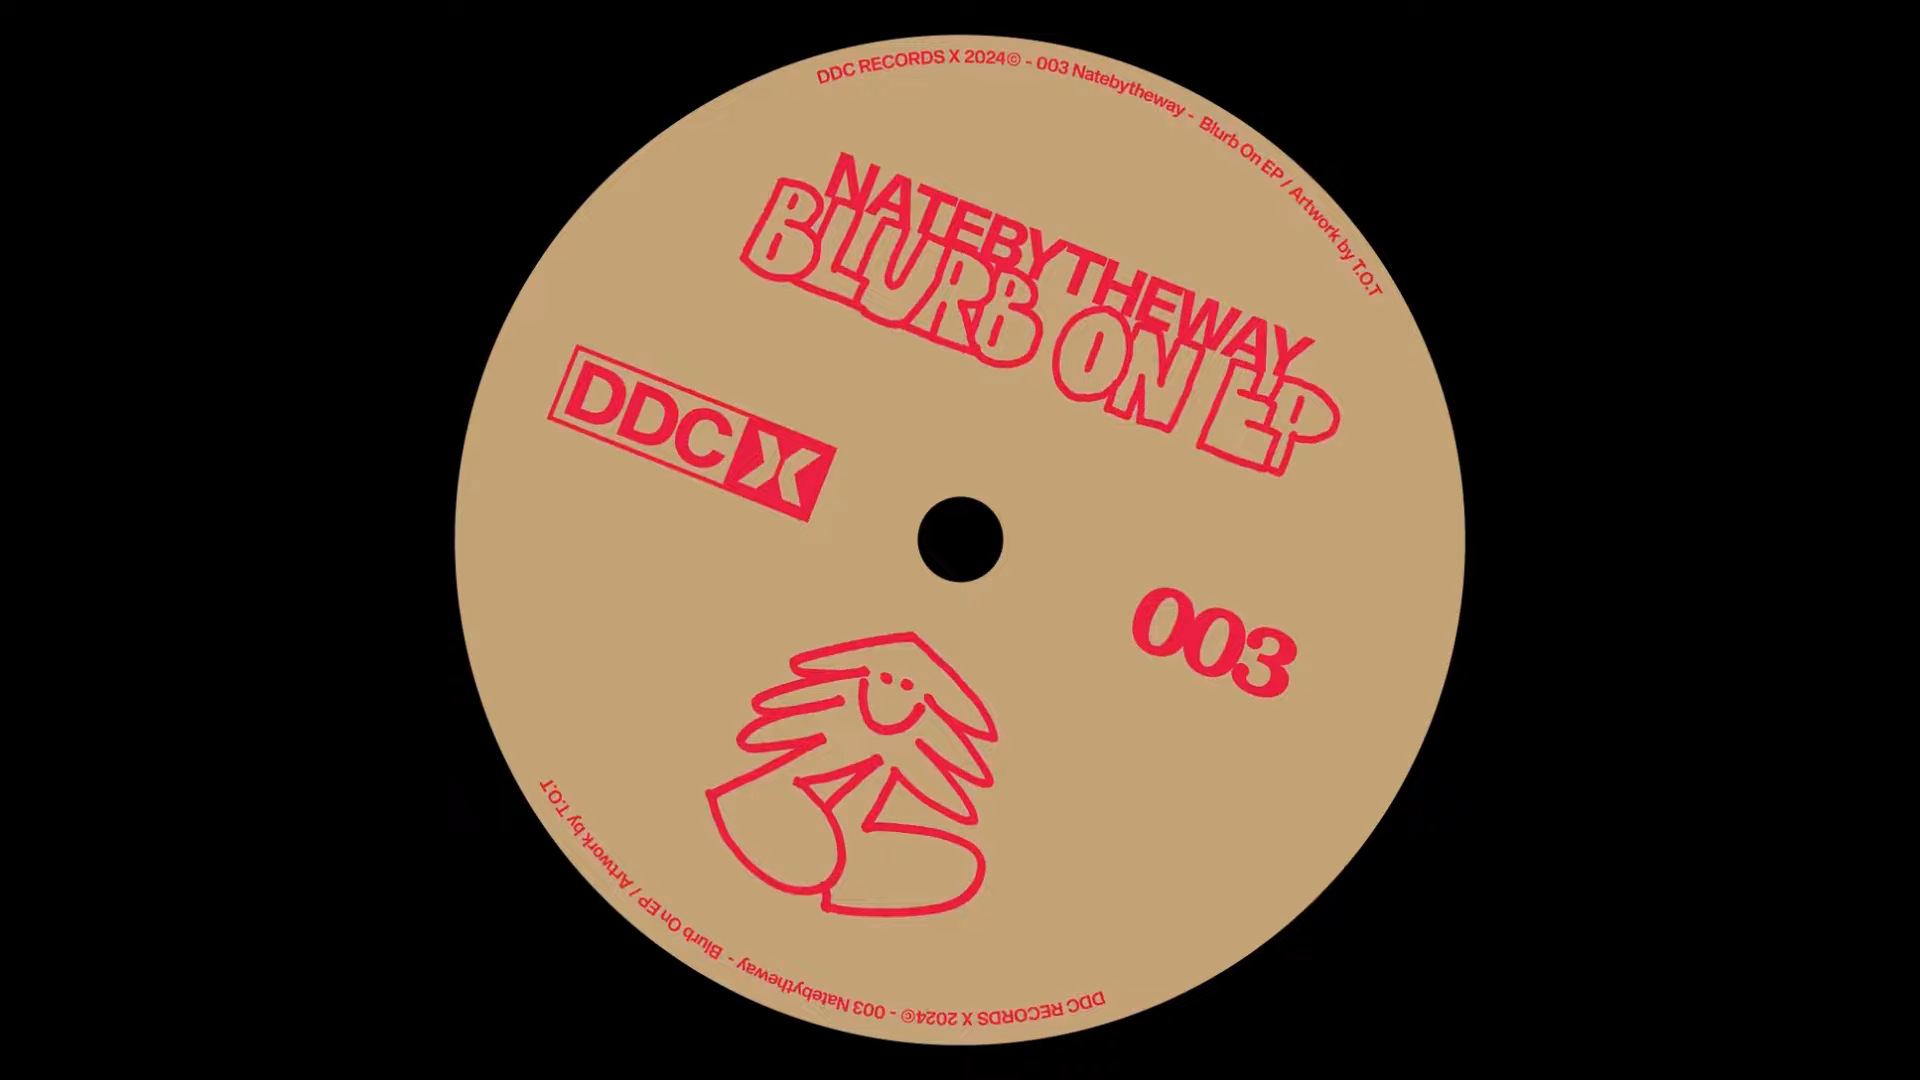 DDC RECORDS X 2024© - 003 Natebytheway - Blurb On EP / Artwork by T.O.T
NATEBYTHEWAY
BLURB ON EP
DDC X
003
DDC RECORDS X 2024© - 003 Natebytheway - Blurb On EP / Artwork by T.O.T